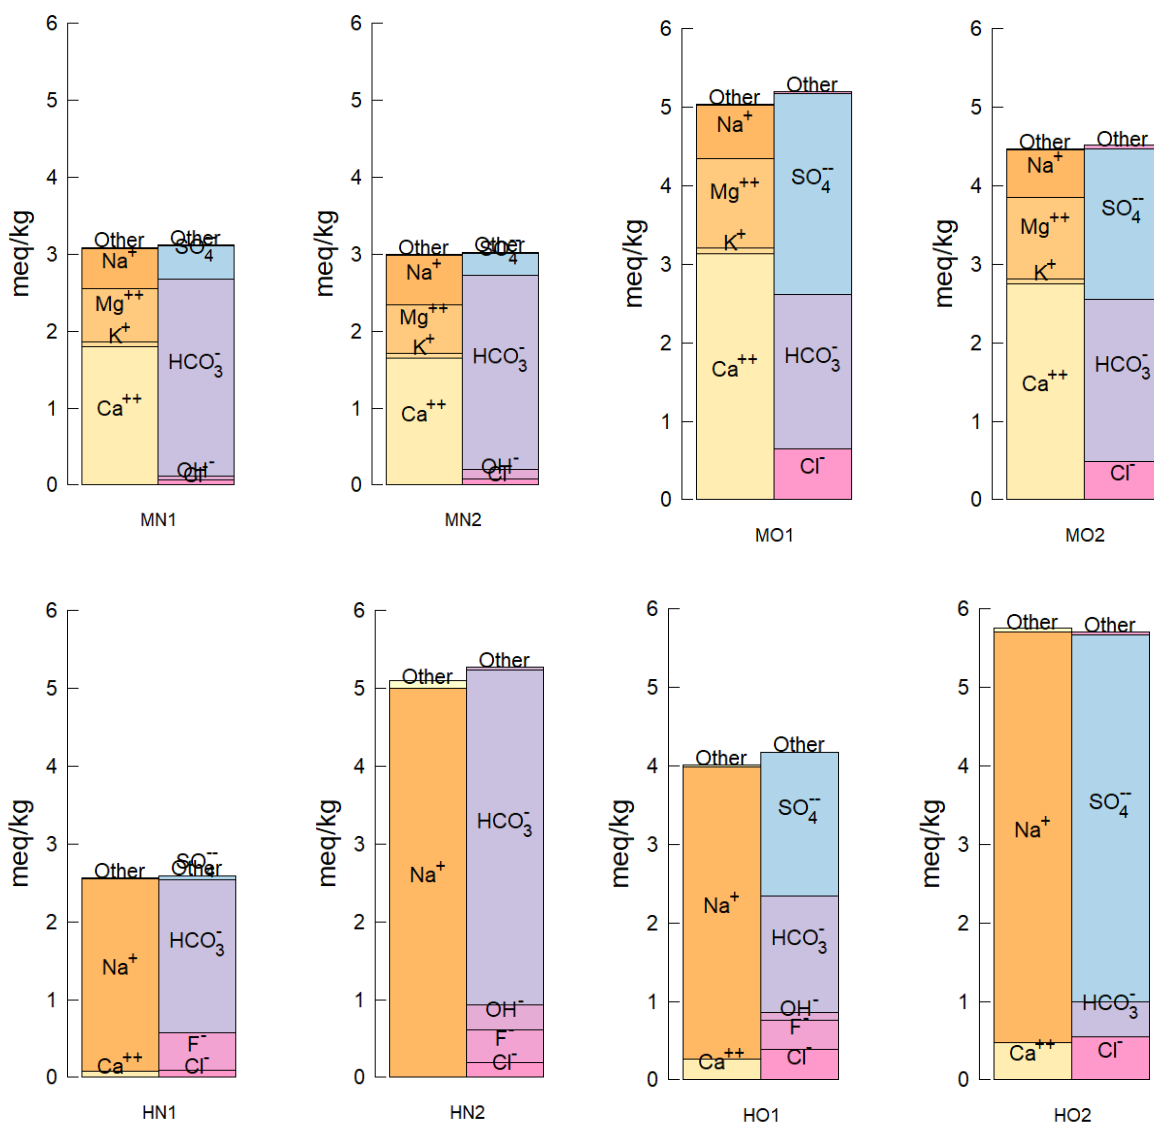 meq/kg
6
5
4
3
2
1
0
Other
Na+
Mg++
K+
Ca++
Other
SO4--
HCO3-
OH-
Cl-
MN1
meq/kg
6
5
4
3
2
1
0
Other
Na+
Mg++
K+
Ca++
Other
SO4--
HCO3-
OH-
Cl-
MN2
meq/kg
6
5
4
3
2
1
0
Other
Na+
Mg++
K+
Ca++
Other
SO4--
HCO3-
Cl-
MO1
meq/kg
6
5
4
3
2
1
0
Other
Na+
Mg++
K+
Ca++
Other
SO4--
HCO3-
Cl-
MO2
meq/kg
6
5
4
3
2
1
0
Other
Na+
Ca++
SO4--
Other
HCO3-
F-
Cl-
HN1
meq/kg
6
5
4
3
2
1
0
Other
Na+
Other
HCO3-
OH-
F-
Cl-
HN2
meq/kg
6
5
4
3
2
1
0
Other
Na+
Ca++
Other
SO4--
HCO3-
OH-
F-
Cl-
HO1
meq/kg
6
5
4
3
2
1
0
Other
Na+
Ca++
Other
SO4--
HCO3-
Cl-
HO2